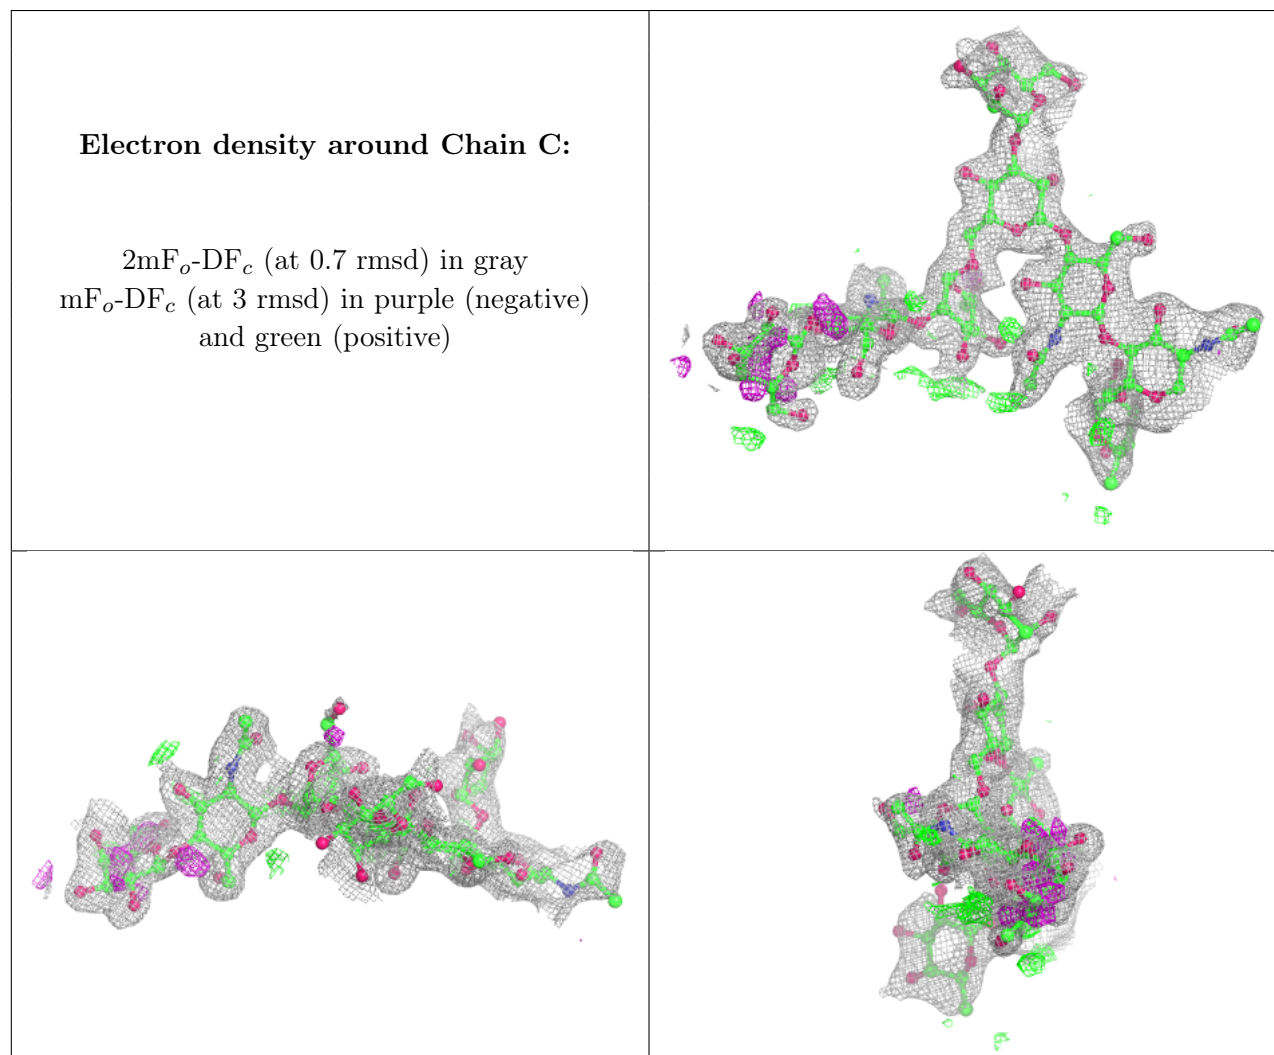 Electron density around Chain C:
2mFₒ-DF𝑐 (at 0.7 rmsd) in gray
mFₒ-DF𝑐 (at 3 rmsd) in purple (negative)
and green (positive)